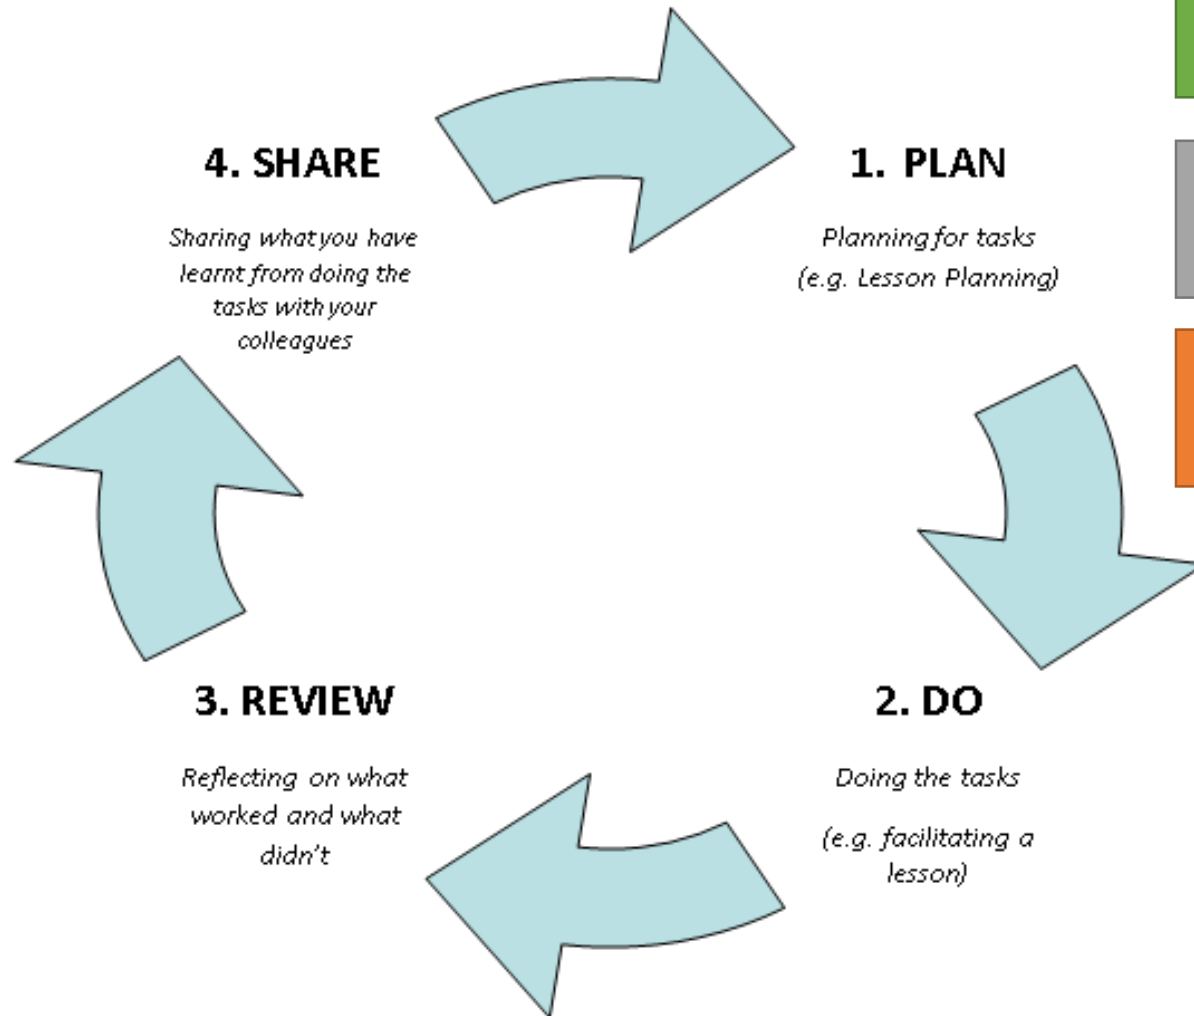 4. SHARE
Sharing what you have
learnt from doing the
tasks with your
colleagues
1. PLAN
Planning for tasks
(e.g. Lesson Planning)
3. REVIEW
Reflecting on what
worked and what
didn't
2. DO
Doing the tasks
(e.g. facilitating a
lesson)